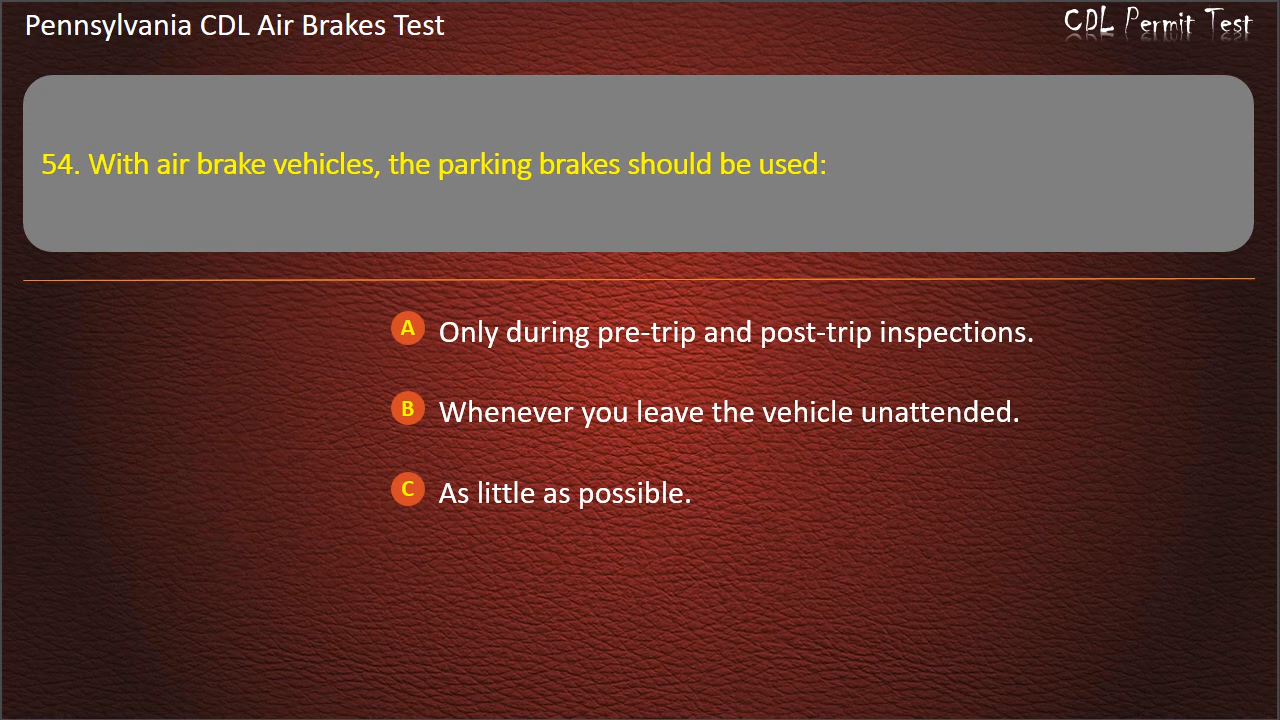 Pennsylvania CDL Air Brakes Test
CDL Permit Test
54. With air brake vehicles, the parking brakes should be used:
A Only during pre-trip and post-trip inspections.
B Whenever you leave the vehicle unattended.
C As little as possible.